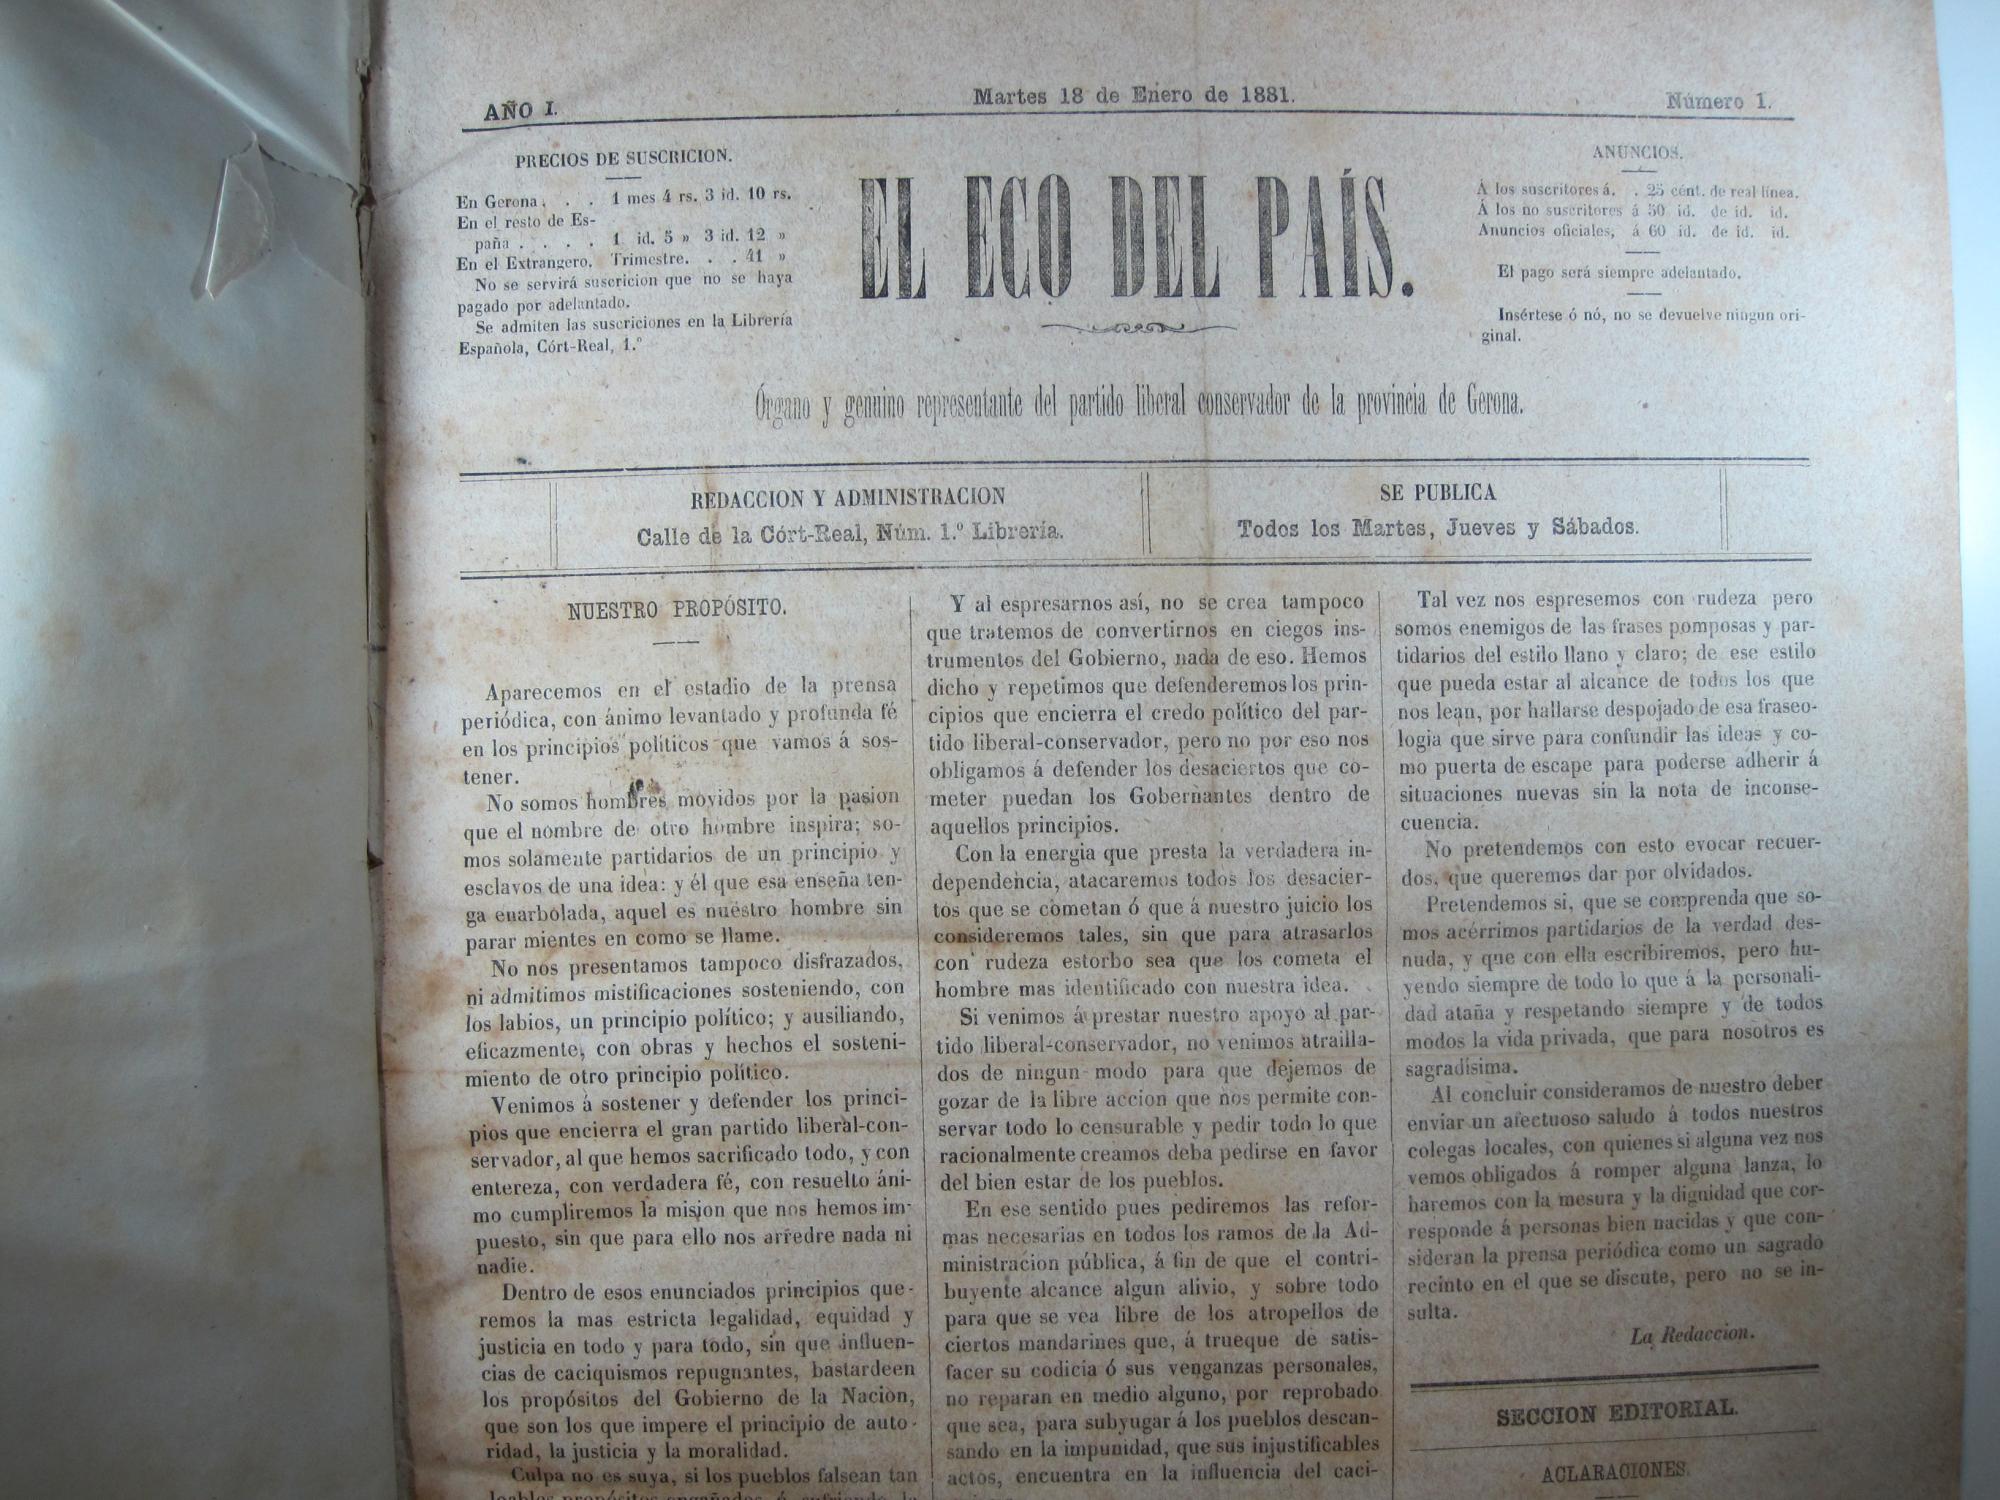 AÑO I.
Martes 18 de Enero de 1881.
Número 1.
PRECIOS DE SUSCRICION.
En Gerona. . . 1 mes 4 rs. 3 id. 10 rs.
En el resto de Es-
paña . . . . 1 id. 5 » 3 id. 12 »
En el Extrangero. Trimestre. . . 41 »
No se servirá suscricion que no se haya
pagado por adelantado.
Se admiten las suscriciones en la Librería
Española, Córt-Real, 1.º
EL ECO DEL PAÍS.
ANUNCIOS.
Á los suscritores á. . 25 cént. de real línea.
Á los no suscritores á 50 id. de id. id.
Anuncios oficiales, á 60 id. de id. id.
El pago será siempre adelantado.
Insértese ó nó, no se devuelve ningun ori-
ginal.
Órgano y genuino representante del partido liberal conservador de la provincia de Gerona.
REDACCION Y ADMINISTRACION
Calle de la Córt-Real, Núm. 1.º Librería.
SE PUBLICA
Todos los Martes, Jueves y Sábados.
NUESTRO PROPÓSITO.
Aparecemos en el estadio de la prensa
periódica, con ánimo levantado y profunda fé
en los principios políticos que vamos á sos-
tener.
No somos hombres movidos por la pasion
que el nombre de otro hombre inspira; so-
mos solamente partidarios de un principio y
esclavos de una idea: y él que esa enseña ten-
ga enarbolada, aquel es nuestro hombre sin
parar mientes en como se llame.
No nos presentamos tampoco disfrazados,
ni admitimos mistificaciones sosteniendo, con
los labios, un principio político; y ausiliando,
eficazmente, con obras y hechos el sosteni-
miento de otro principio político.
Venimos á sostener y defender los princi-
pios que encierra el gran partido liberal-con-
servador, al que hemos sacrificado todo, y con
entereza, con verdadera fé, con resuelto áni-
mo cumpliremos la mision que nos hemos im-
puesto, sin que para ello nos arredre nada ni
nadie.
Dentro de esos enunciados principios que-
remos la mas estricta legalidad, equidad y
justicia en todo y para todo, sin que influen-
cias de caciquismos repugnantes, bastardeen
los propósitos del Gobierno de la Nacion,
que son los que impere el principio de auto-
ridad, la justicia y la moralidad.
Culpa no es suya, si los pueblos falsean tan
Y al espresarnos así, no se crea tampoco
que tratemos de convertirnos en ciegos ins-
trumentos del Gobierno, nada de eso. Hemos
dicho y repetimos que defenderemos los prin-
cipios que encierra el credo político del par-
tido liberal-conservador, pero no por eso nos
obligamos á defender los desaciertos que co-
meter puedan los Gobernantes dentro de
aquellos principios.
Con la energia que presta la verdadera in-
dependencia, atacaremos todos los desacier-
tos que se cometan ó que á nuestro juicio los
consideremos tales, sin que para atrasarlos
con rudeza estorbo sea que los cometa el
hombre mas identificado con nuestra idea.
Si venimos á prestar nuestro apoyo al par-
tido liberal-conservador, no venimos atrailla-
dos de ningun modo para que dejemos de
gozar de la libre accion que nos permite con-
servar todo lo censurable y pedir todo lo que
racionalmente creamos deba pedirse en favor
del bien estar de los pueblos.
En ese sentido pues pediremos las refor-
mas necesarias en todos los ramos de la Ad-
ministracion pública, á fin de que el contri-
buyente alcance algun alivio, y sobre todo
para que se vea libre de los atropellos de
ciertos mandarines que, á trueque de satis-
facer su codicia ó sus venganzas personales,
no reparan en medio alguno, por reprobado
que sea, para subyugar á los pueblos descan-
sando en la impunidad, que sus injustificables
actos, encuentra en la influencia del caci-
Tal vez nos espresemos con rudeza pero
somos enemigos de las frases pomposas y par-
tidarios del estilo llano y claro; de ese estilo
que pueda estar al alcance de todos los que
nos lean, por hallarse despojado de esa fraseo-
logia que sirve para confundir las ideas y co-
mo puerta de escape para poderse adherir á
situaciones nuevas sin la nota de inconse-
cuencia.
No pretendemos con esto evocar recuer-
dos, que queremos dar por olvidados.
Pretendemos si, que se comprenda que so-
mos acérrimos partidarios de la verdad des-
nuda, y que con ella escribiremos, pero hu-
yendo siempre de todo lo que á la personali-
dad ataña y respetando siempre y de todos
modos la vida privada, que para nosotros es
sagradísima.
Al concluir consideramos de nuestro deber
enviar un afectuoso saludo á todos nuestros
colegas locales, con quienes si alguna vez nos
vemos obligados á romper alguna lanza, lo
haremos con la mesura y la dignidad que cor-
responde á personas bien nacidas y que con-
sideran la prensa periódica como un sagrado
recinto en el que se discute, pero no se in-
sulta.
La Redaccion.
SECCION EDITORIAL.
ACLARACIONES.